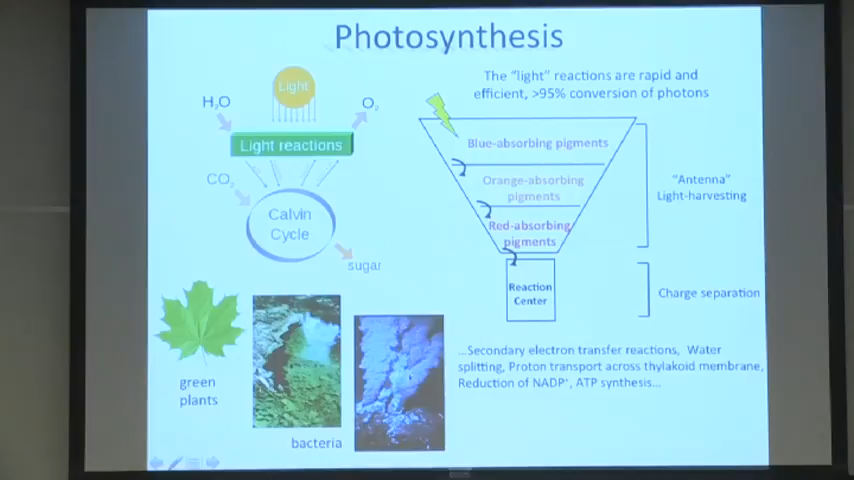 Photosynthesis
The "light" reactions are rapid and
efficient, >95% conversion of photons
Light
H₂O
O₂
Light reactions
CO₂
Calvin
Cycle
sugar
Blue-absorbing pigments
Orange-absorbing
pigments
Red-absorbing
pigments
Reaction
Center
"Antenna"
Light-harvesting
Charge separation
...Secondary electron transfer reactions, Water
splitting, Proton transport across thylakoid membrane,
Reduction of NADP⁺, ATP synthesis...
green
plants
bacteria